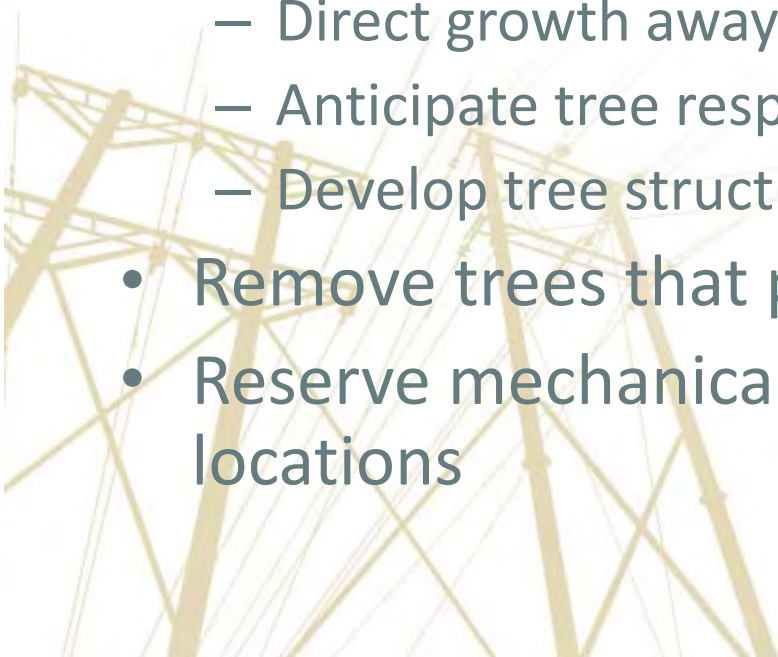 – Direct growth away
– Anticipate tree resp
– Develop tree struct
• Remove trees that p
• Reserve mechanica
locations